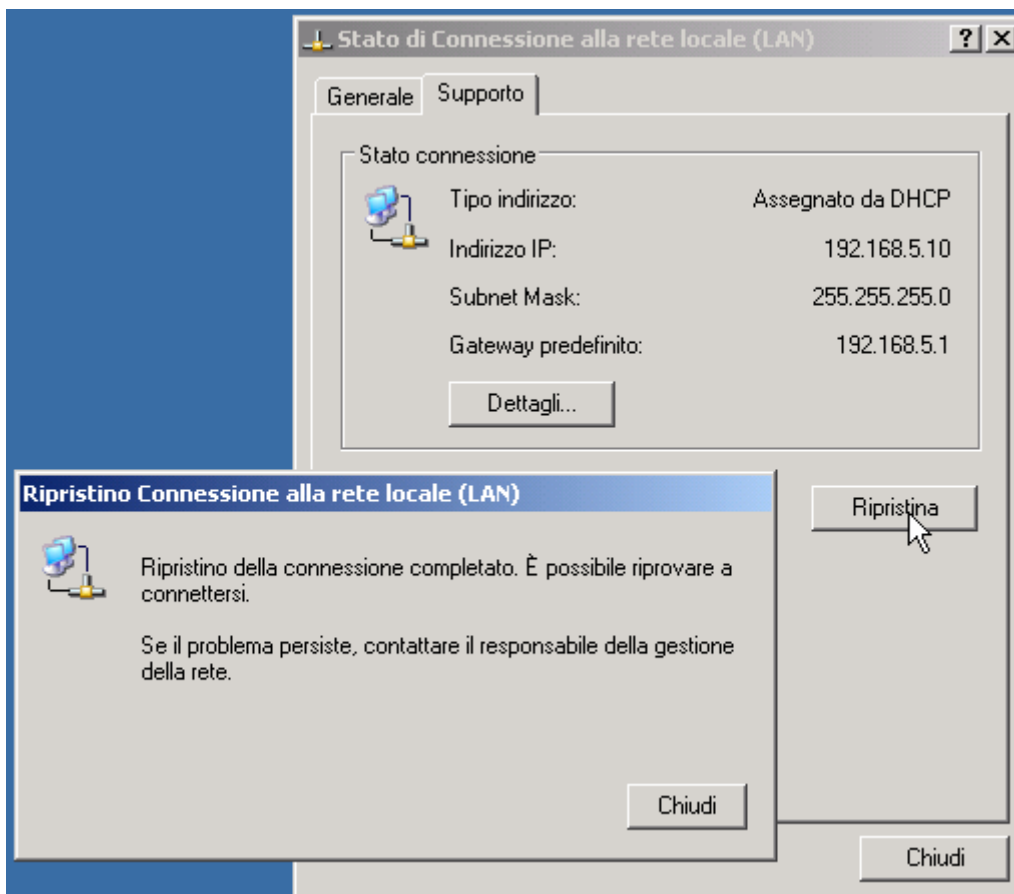 Stato di Connessione alla rete locale (LAN)
Generale
Supporto
Stato connessione
Tipo indirizzo: Assegnato da DHCP
Indirizzo IP: 192.168.5.10
Subnet Mask: 255.255.255.0
Gateway predefinito: 192.168.5.1
Dettagli...
Ripristina
Ripristino Connessione alla rete locale (LAN)
Ripristino della connessione completato. È possibile riprovare a
connettersi.
Se il problema persiste, contattare il responsabile della gestione
della rete.
Chiudi
Chiudi